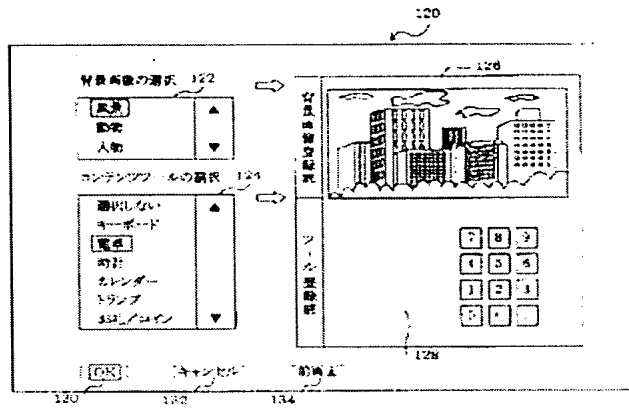 120
背景画像の選択 122
126
風景
動物
人物
▲
▼
背景画像登録部
コンテンツツールの選択 124
選択しない
キーボード
電卓
時計
カレンダー
トランプ
▲
▼
ツール登録部
7 8 9
4 5 6
1 2 3
0
128
OK
キャンセル
前画面
130
132
134